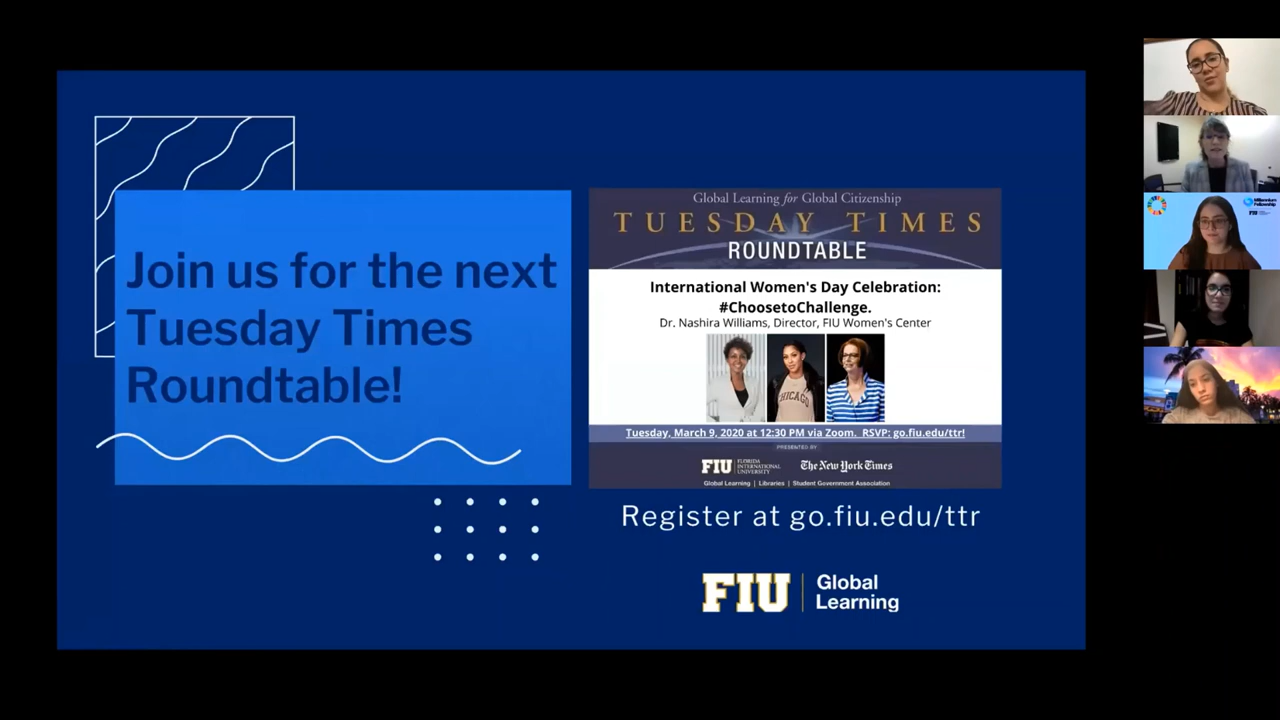 Join us for the next
Tuesday Times
Roundtable!
Global Learning for Global Citizenship
TUESDAY TIMES
ROUNDTABLE
International Women's Day Celebration:
#ChoosetoChallenge.
Dr. Nashira Williams, Director, FIU Women's Center
CHICAGO
Tuesday, March 9, 2020 at 12:30 PM via Zoom. RSVP: go.fiu.edu/ttr!
PRESENTED BY
FIU
FLORIDA
INTERNATIONAL
UNIVERSITY
The New York Times
Global Learning | Libraries | Student Government Association
Register at go.fiu.edu/ttr
FIU
Global
Learning
Millennium
Fellowship
FIU